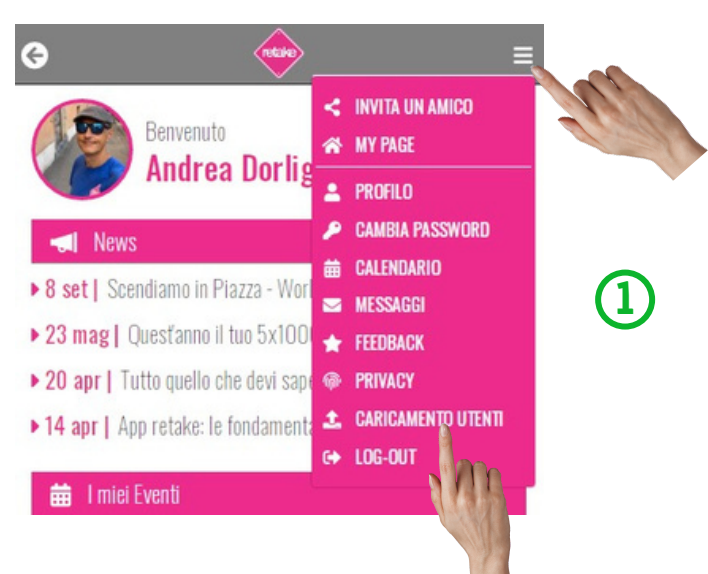 retake
INVITA UN AMICO
MY PAGE
Benvenuto
Andrea Dorlig
PROFILO
CAMBIA PASSWORD
CALENDARIO
MESSAGGI
FEEDBACK
PRIVACY
CARICAMENTO UTENTI
LOG-OUT
News
8 set | Scendiamo in Piazza - Worl
23 mag | Quest'anno il tuo 5x100
20 apr | Tutto quello che devi sape
14 apr | App retake: le fondament
I miei Eventi
1